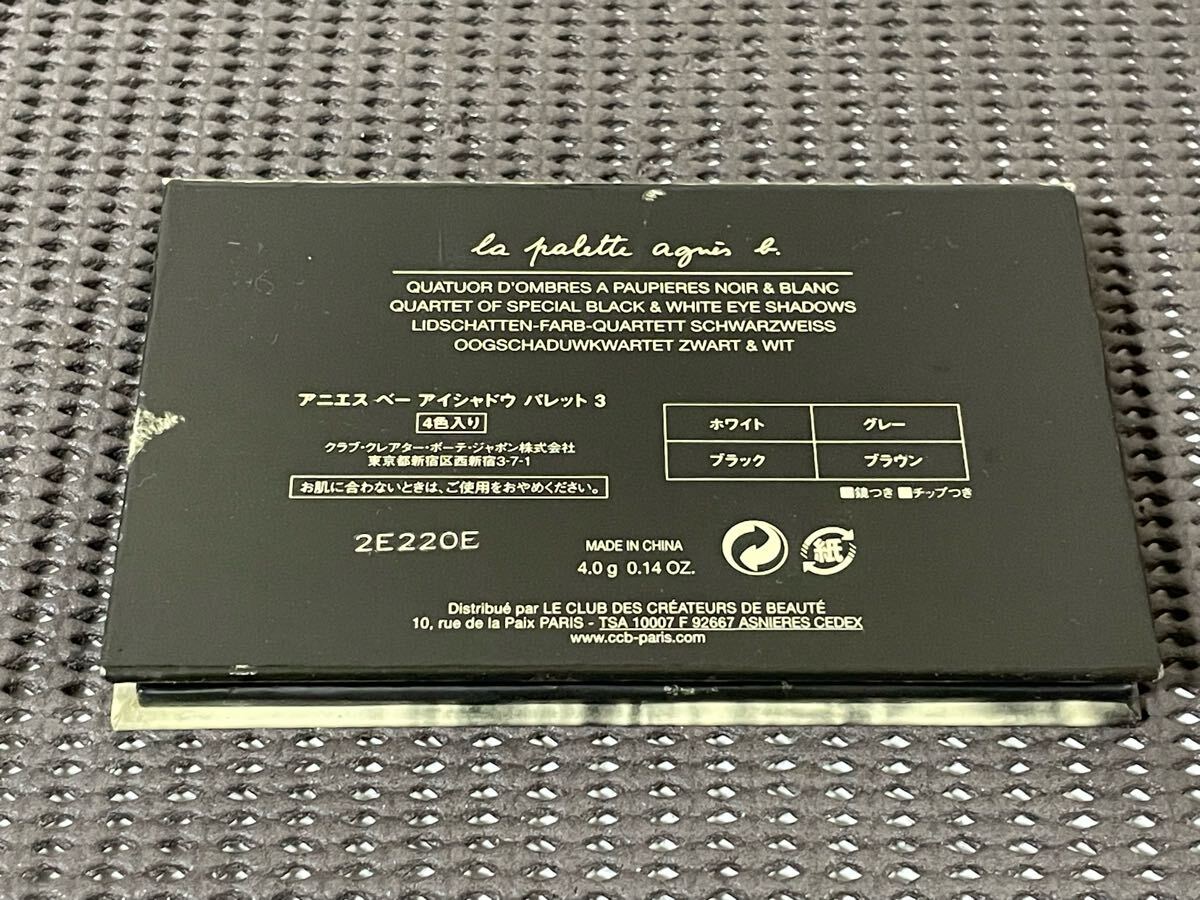 la palette agnès b.
QUATUOR D'OMBRES A PAUPIERES NOIR & BLANC
QUARTET OF SPECIAL BLACK & WHITE EYE SHADOWS
LIDSCHATTEN-FARB-QUARTETT SCHWARZWEISS
OOGSCHADUWKWARTET ZWART & WIT
アニエス ベー アイシャドウ パレット 3
4色入り
クラブ・クレアター・ボーテ・ジャポン株式会社
東京都新宿区西新宿3-7-1
お肌に合わないときは、ご使用をおやめください。
ホワイト グレー
ブラック ブラウン
■鏡つき ■チップつき
2E220E
MADE IN CHINA
4.0 g 0.14 OZ.
紙
Distribué par LE CLUB DES CRÉATEURS DE BEAUTÉ
10, rue de la Paix PARIS - TSA 10007 F 92667 ASNIERES CEDEX
www.ccb-paris.com